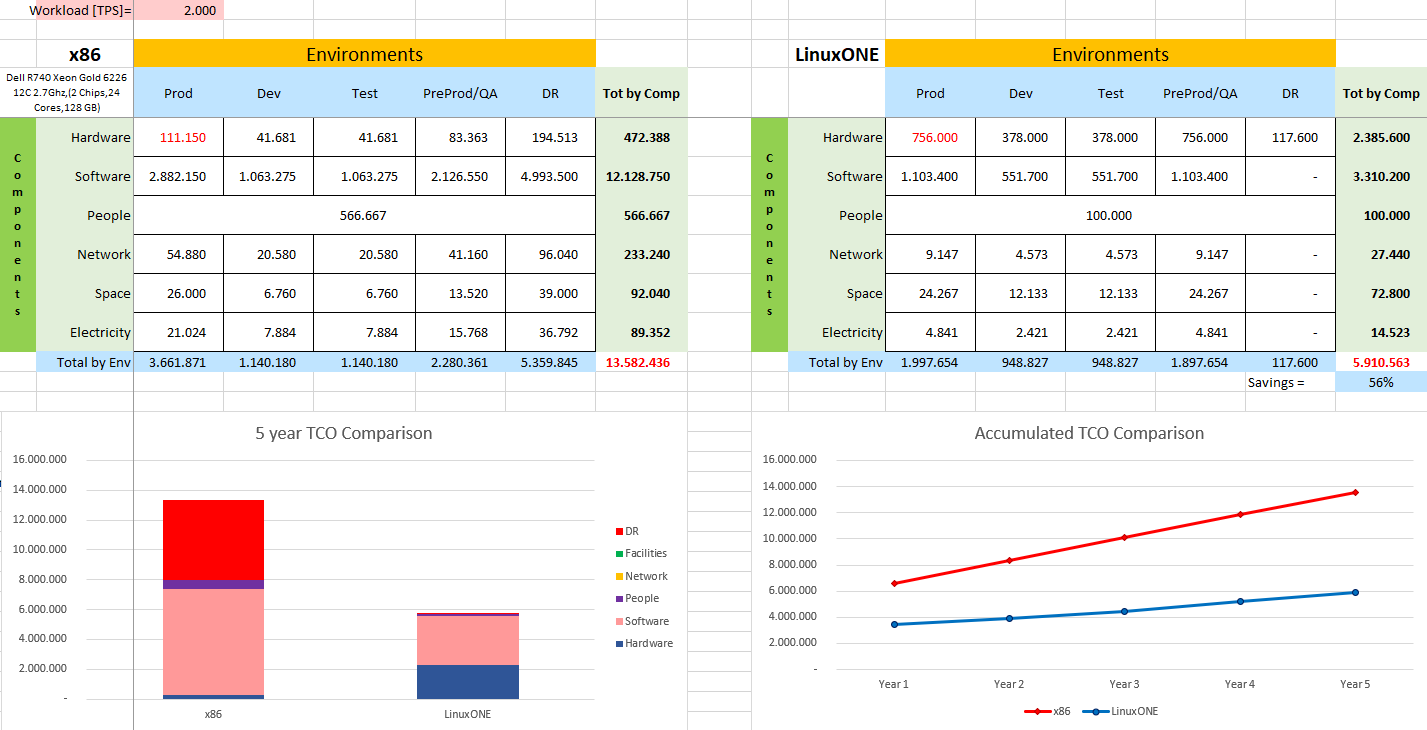 Workload [TPS]= 2.000
x86 Environments
Dell R740 Xeon Gold 6226 12C 2.7Ghz,(2 Chips,24 Cores,128 GB)
Prod Dev Test PreProd/QA DR Tot by Comp
Components
Hardware 111.150 41.681 41.681 83.363 194.513 472.388
Software 2.882.150 1.063.275 1.063.275 2.126.550 4.993.500 12.128.750
People 566.667 566.667
Network 54.880 20.580 20.580 41.160 96.040 233.240
Space 26.000 6.760 6.760 13.520 39.000 92.040
Electricity 21.024 7.884 7.884 15.768 36.792 89.352
Total by Env 3.661.871 1.140.180 1.140.180 2.280.361 5.359.845 13.582.436
LinuxONE Environments
Prod Dev Test PreProd/QA DR Tot by Comp
Components
Hardware 756.000 378.000 378.000 756.000 117.600 2.385.600
Software 1.103.400 551.700 551.700 1.103.400 - 3.310.200
People 100.000 100.000
Network 9.147 4.573 4.573 9.147 - 27.440
Space 24.267 12.133 12.133 24.267 - 72.800
Electricity 4.841 2.421 2.421 4.841 - 14.523
Total by Env 1.997.654 948.827 948.827 1.897.654 117.600 5.910.563
Savings = 56%
5 year TCO Comparison
16.000.000
14.000.000
12.000.000
10.000.000
8.000.000
6.000.000
4.000.000
2.000.000
-
x86 LinuxONE
DR
Facilities
Network
People
Software
Hardware
Accumulated TCO Comparison
16.000.000
14.000.000
12.000.000
10.000.000
8.000.000
6.000.000
4.000.000
2.000.000
-
Year 1 Year 2 Year 3 Year 4 Year 5
x86 LinuxONE